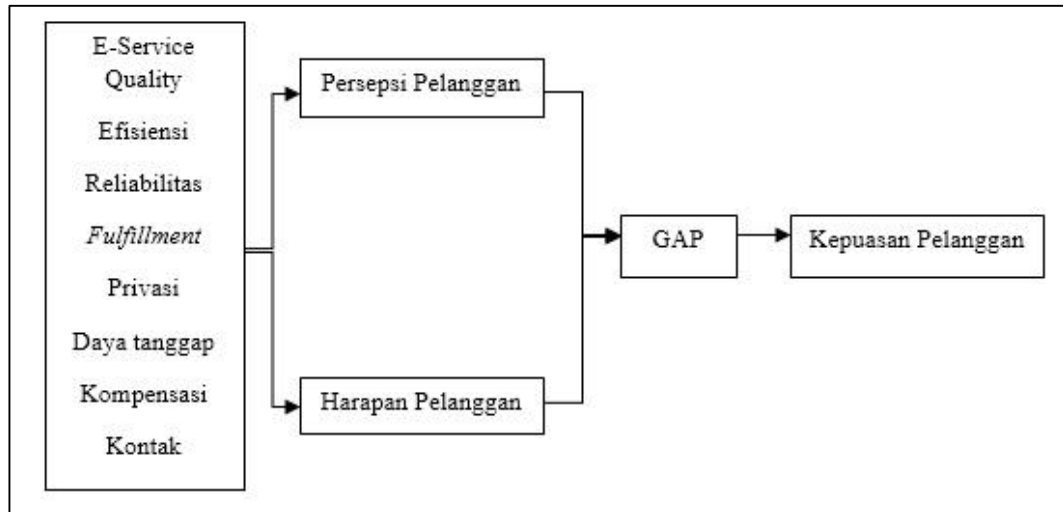 E-Service
Quality
Efisiensi
Reliabilitas
Fulfillment
Privasi
Daya tanggap
Kompensasi
Kontak
Persepsi Pelanggan
Harapan Pelanggan
GAP
Kepuasan Pelanggan